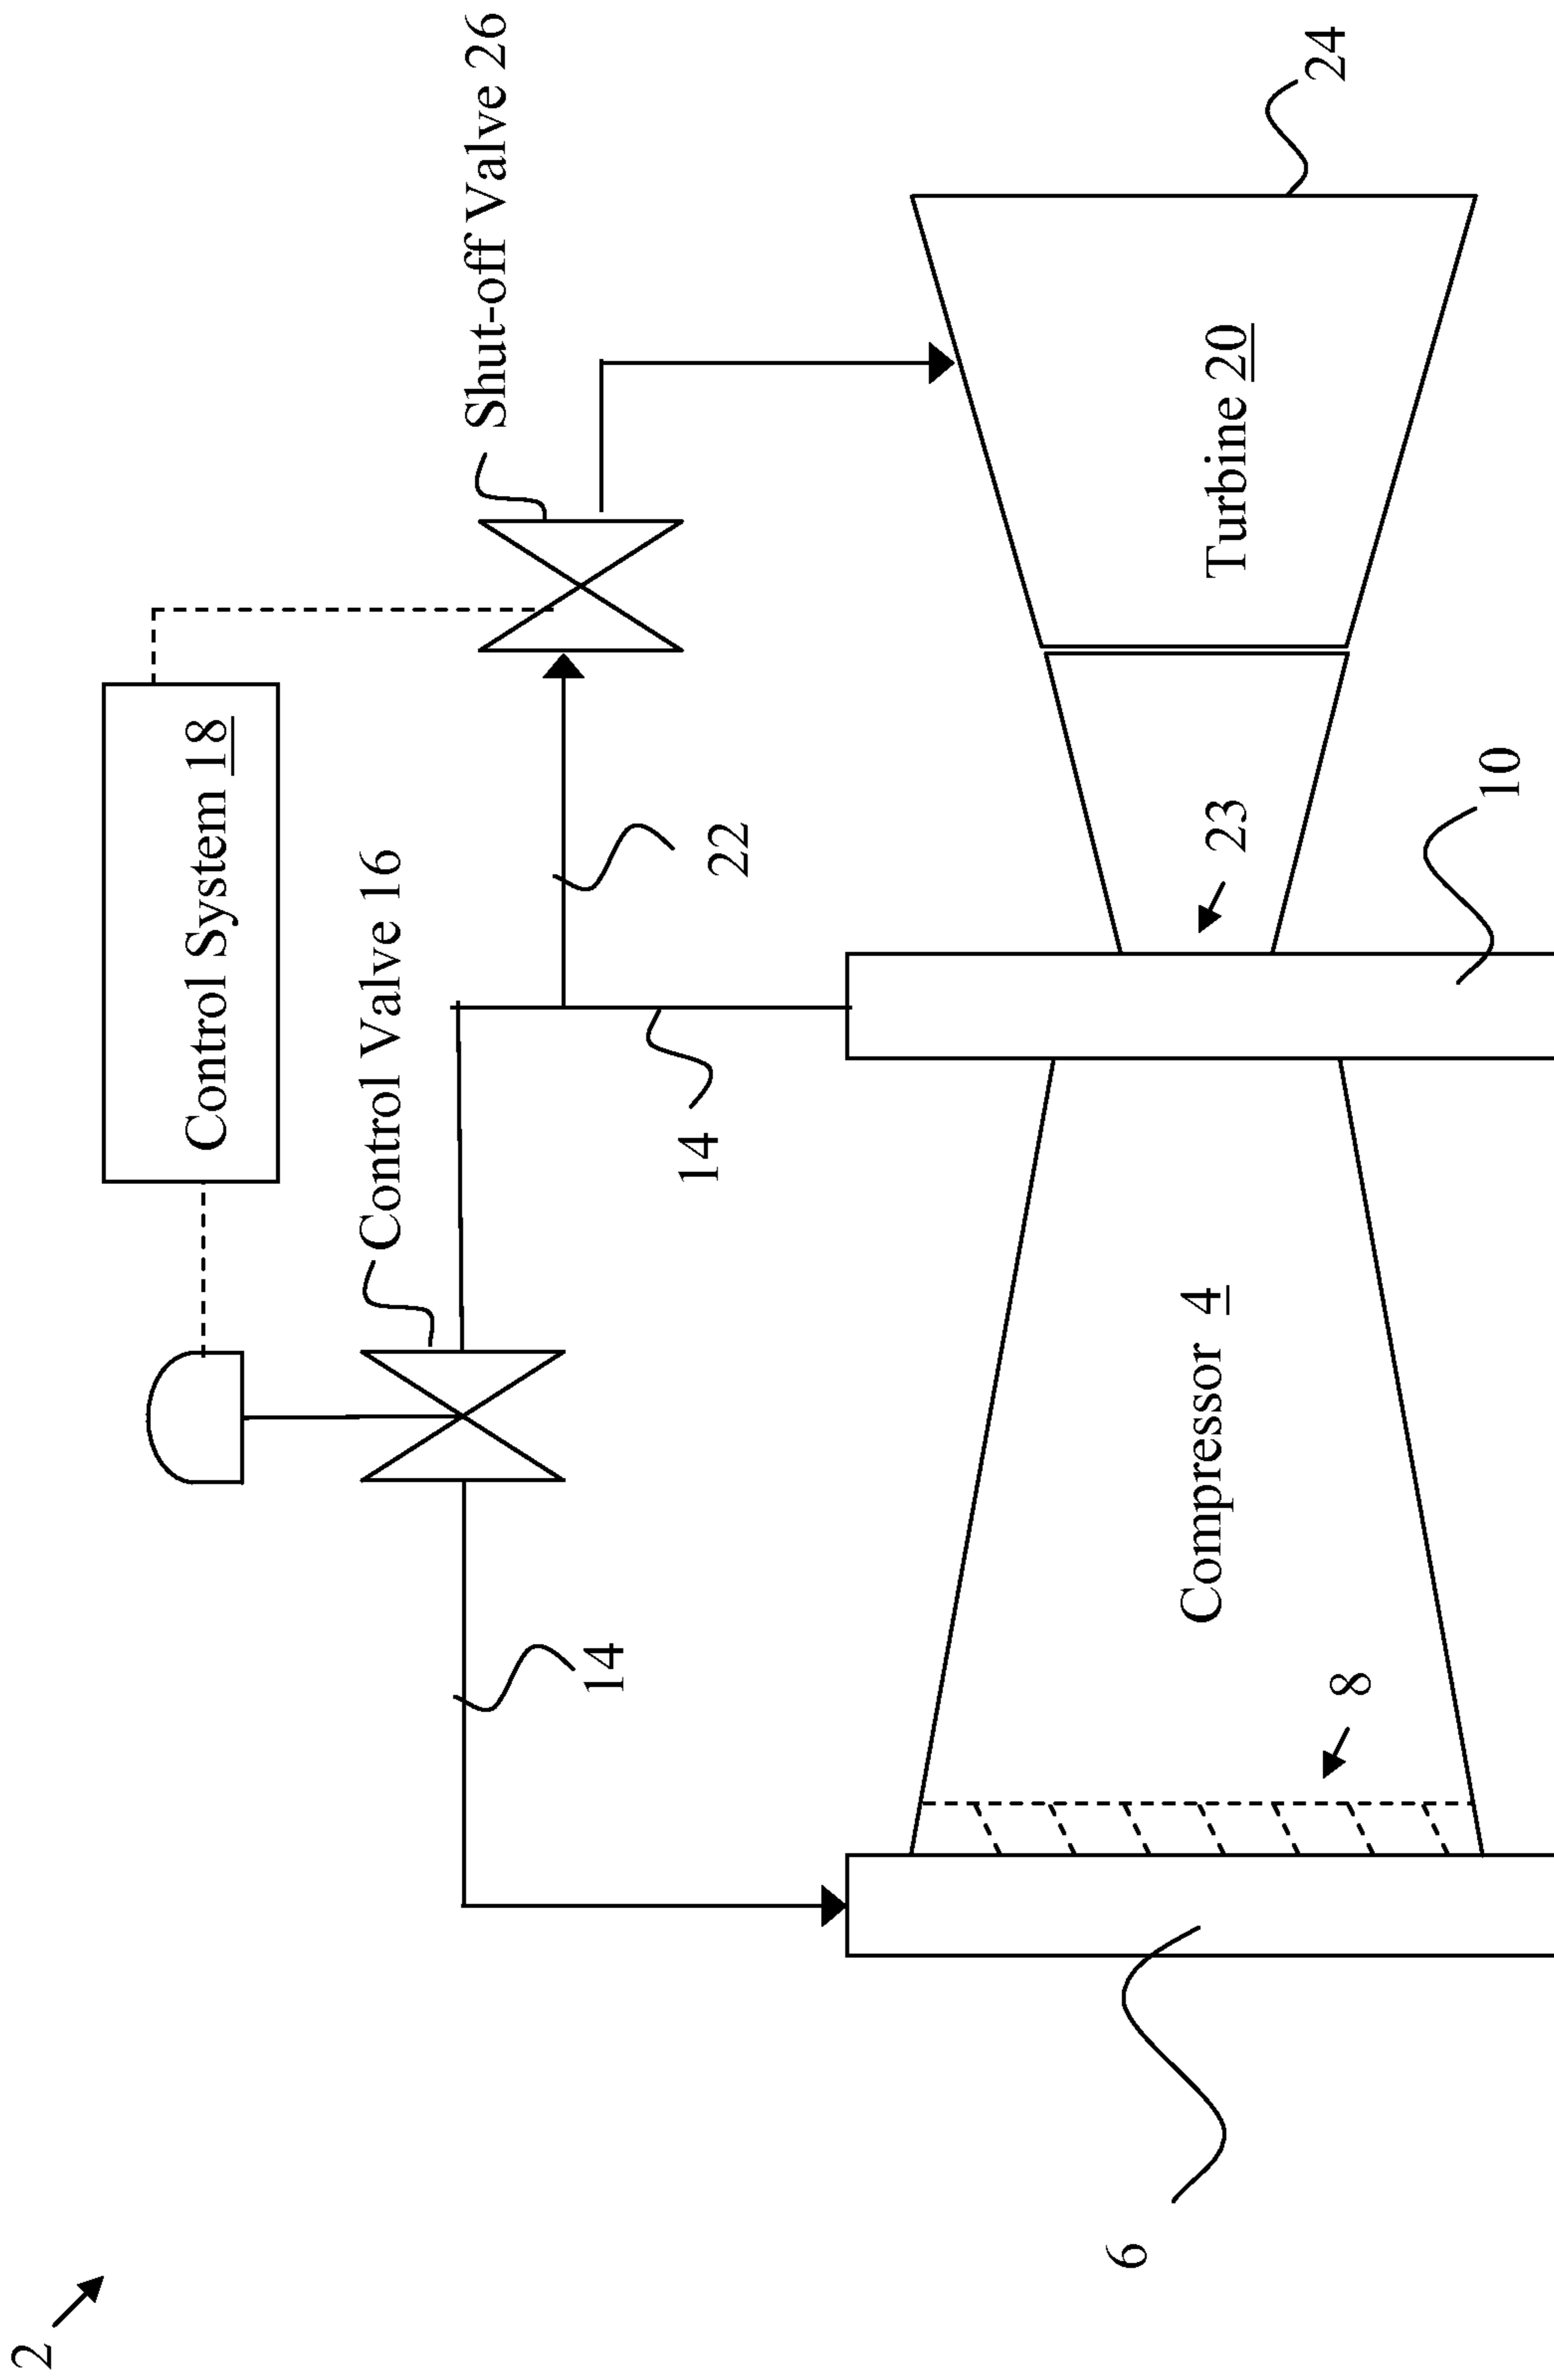 2
Control System 18
Shut-off Valve 26
Control Valve 16
14
22
14
Compressor 4
Turbine 20
23
24
8
10
6